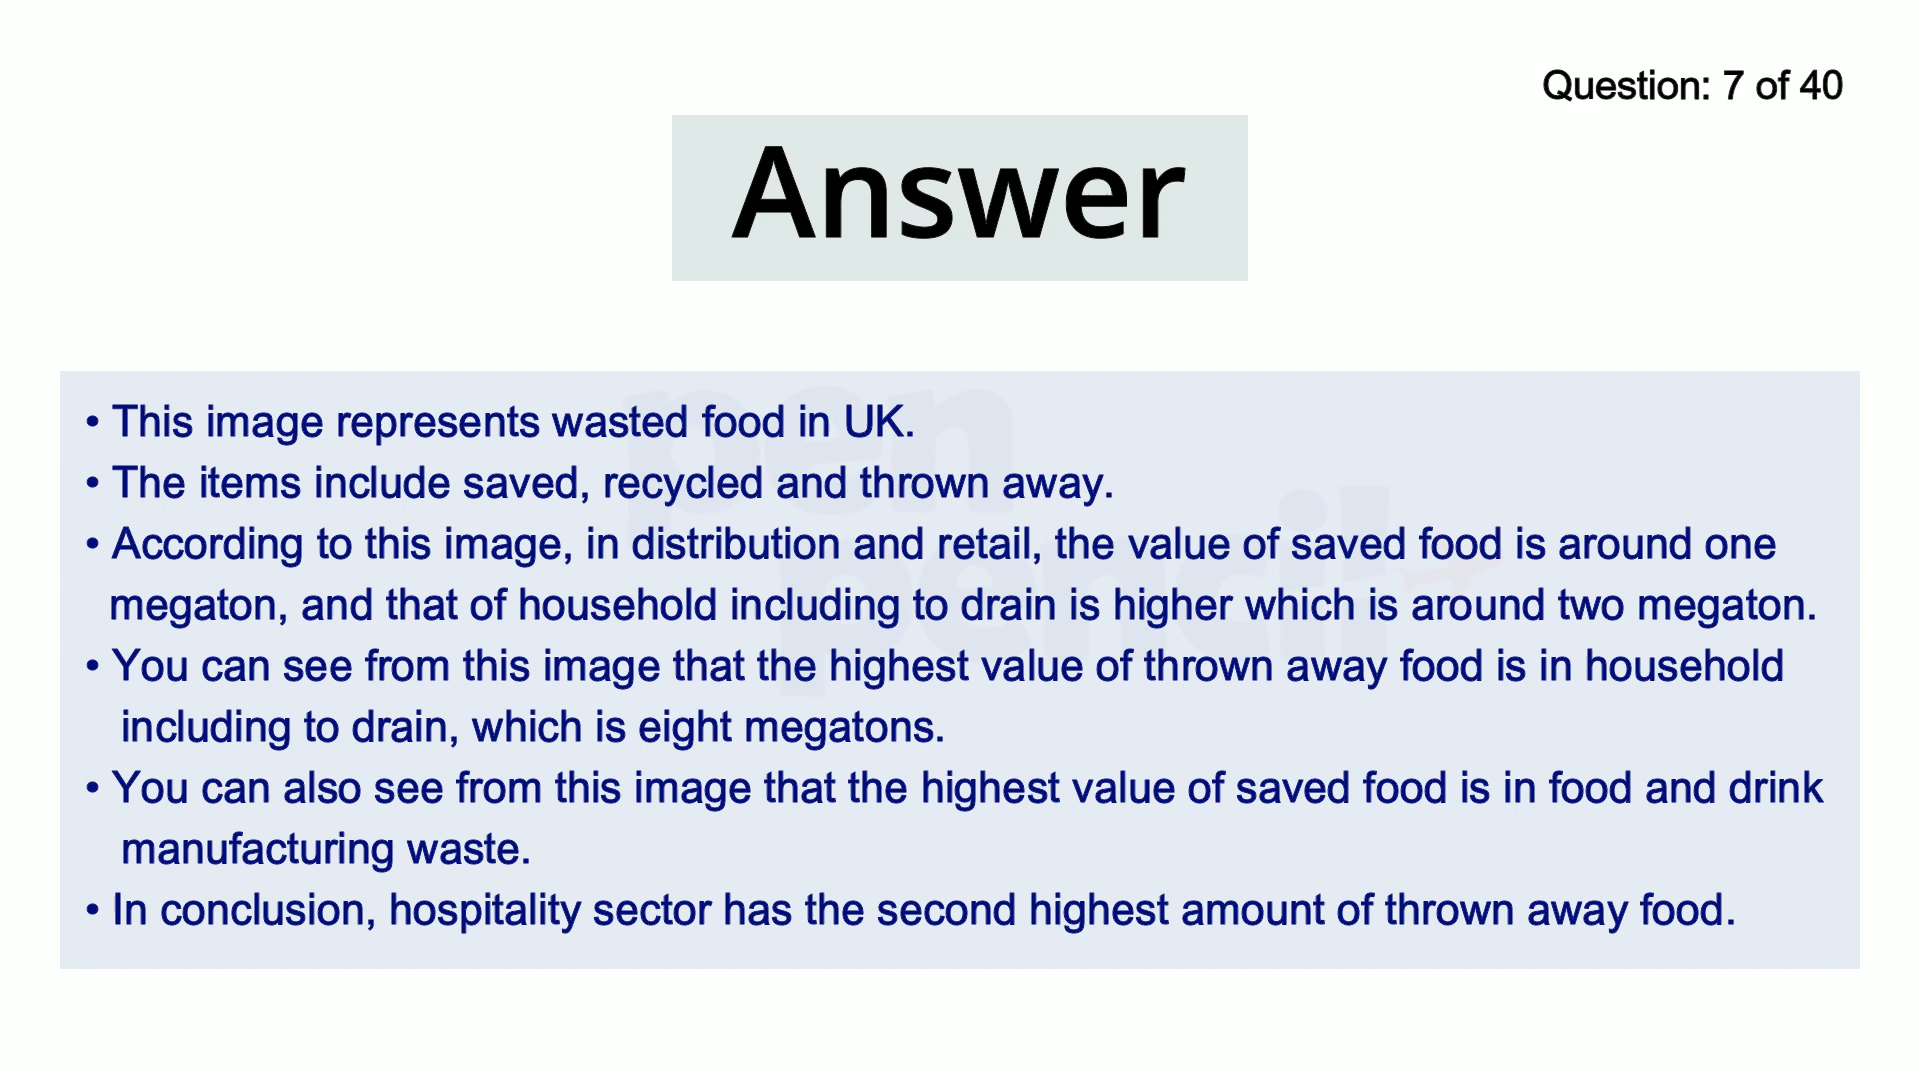 Question: 7 of 40
Answer
• This image represents wasted food in UK.
• The items include saved, recycled and thrown away.
• According to this image, in distribution and retail, the value of saved food is around one
megaton, and that of household including to drain is higher which is around two megaton.
• You can see from this image that the highest value of thrown away food is in household
including to drain, which is eight megatons.
• You can also see from this image that the highest value of saved food is in food and drink
manufacturing waste.
• In conclusion, hospitality sector has the second highest amount of thrown away food.
pen
pencil